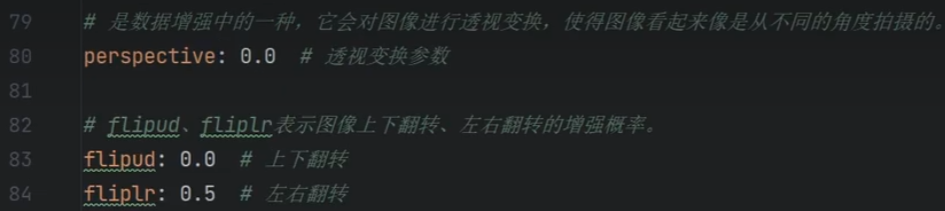 79 # 是数据增强中的一种，它会对图像进行透视变换，使得图像看起来像是从不同的角度拍摄的。
80 perspective: 0.0 # 透视变换参数
81
82 # flipud、fliplr表示图像上下翻转、左右翻转的增强概率。
83 flipud: 0.0 # 上下翻转
84 fliplr: 0.5 # 左右翻转